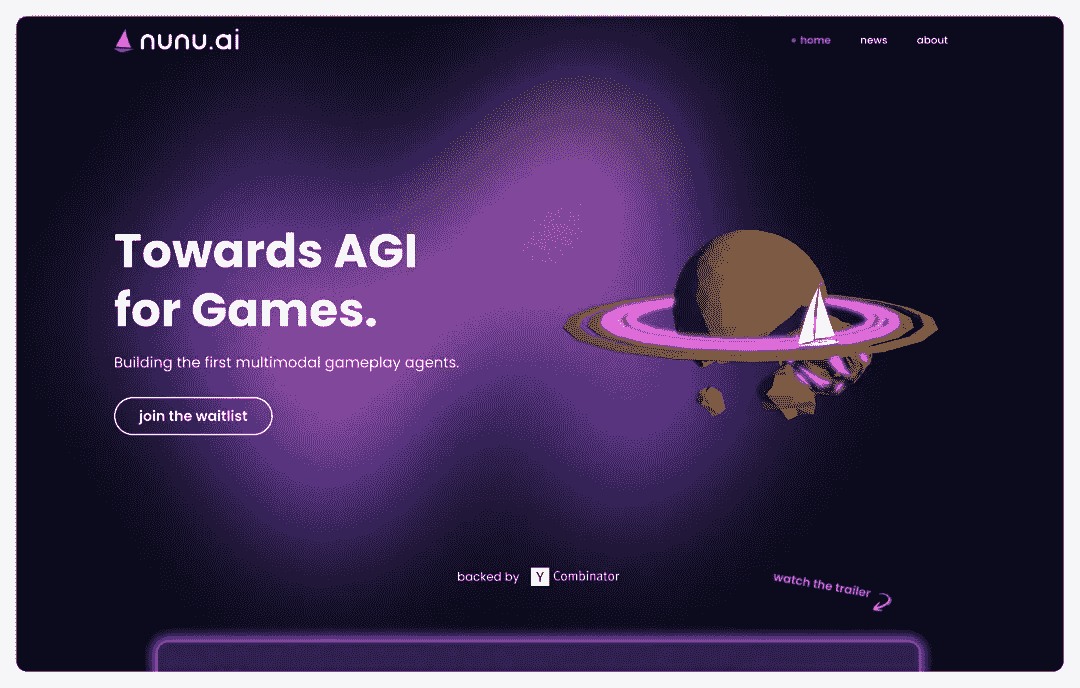 nunu.ai
home news about
Towards AGI
for Games.
Building the first multimodal gameplay agents.
join the waitlist
backed by Y Combinator
watch the trailer